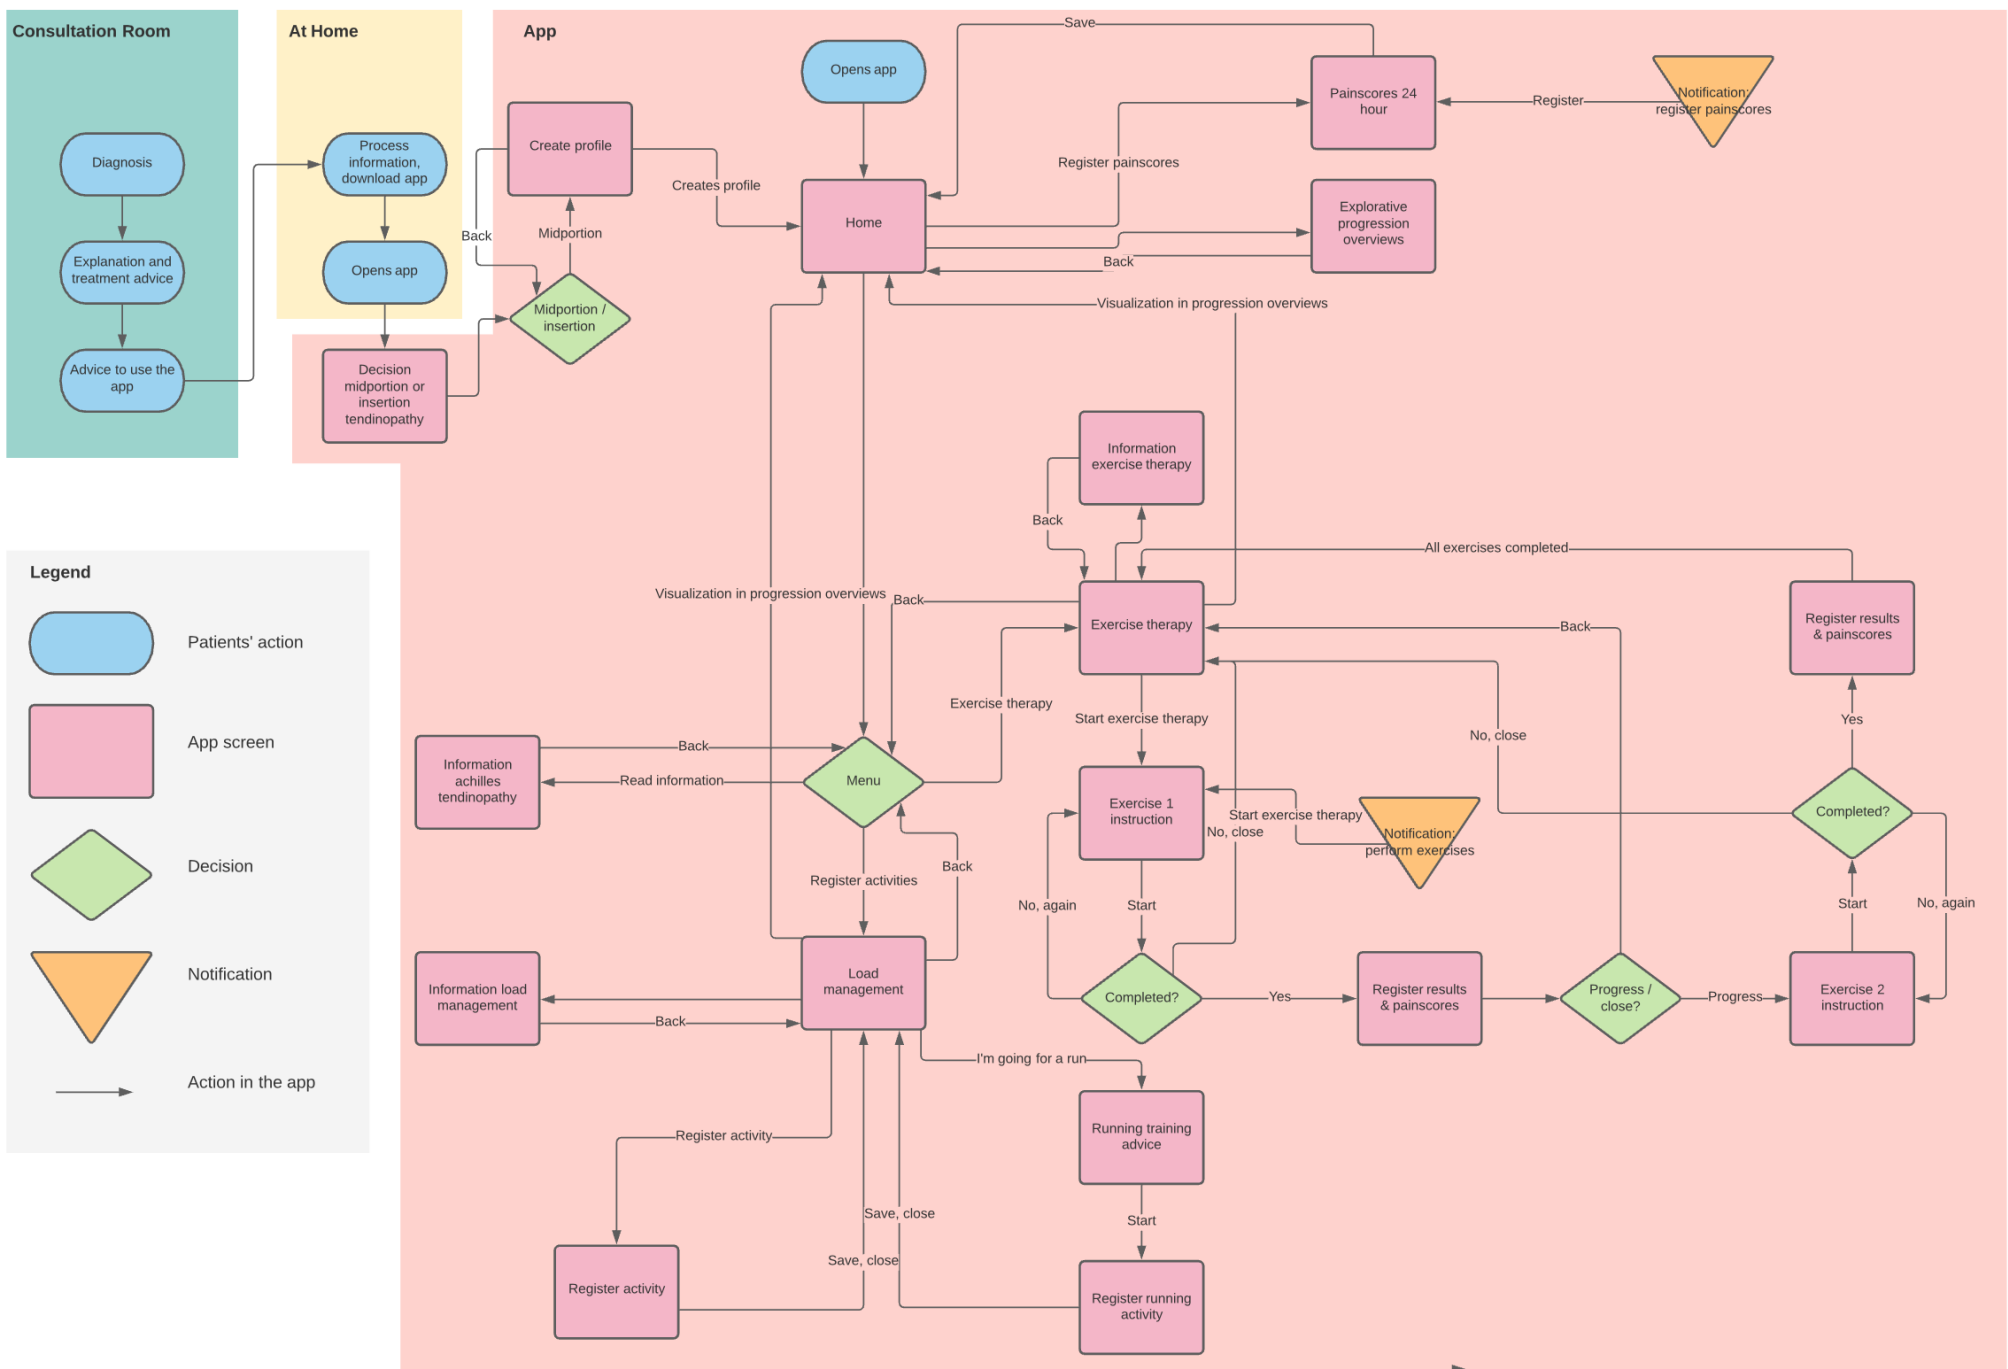 Consultation Room
At Home
App
Diagnosis
Explanation and
treatment advice
Advice to use the
app
Process
information,
download app
Opens app
Decision
midportion or
insertion
tendinopathy
Create profile
Back
Midportion
Midportion /
insertion
Creates profile
Opens app
Home
Save
Register painscores
Painscores 24
hour
Register
Notification:
register painscores
Explorative
progression
overviews
Back
Visualization in progression overviews
Information
exercise therapy
Back
All exercises completed
Visualization in progression overviews
Back
Exercise therapy
Back
Register results
& painscores
Exercise therapy
Start exercise therapy
No, close
Yes
Information
achilles
tendinopathy
Back
Read information
Menu
Exercise 1
instruction
Start exercise therapy
No, close
Notification:
perform exercises
Completed?
Back
Register activities
No, again
Start
Start
No, again
Load
management
Information load
management
Back
Completed?
Yes
Register results
& painscores
Progress /
close?
Progress
Exercise 2
instruction
I'm going for a run
Running training
advice
Register activity
Save, close
Start
Save, close
Register activity
Register running
activity
Legend
Patients' action
App screen
Decision
Notification
Action in the app